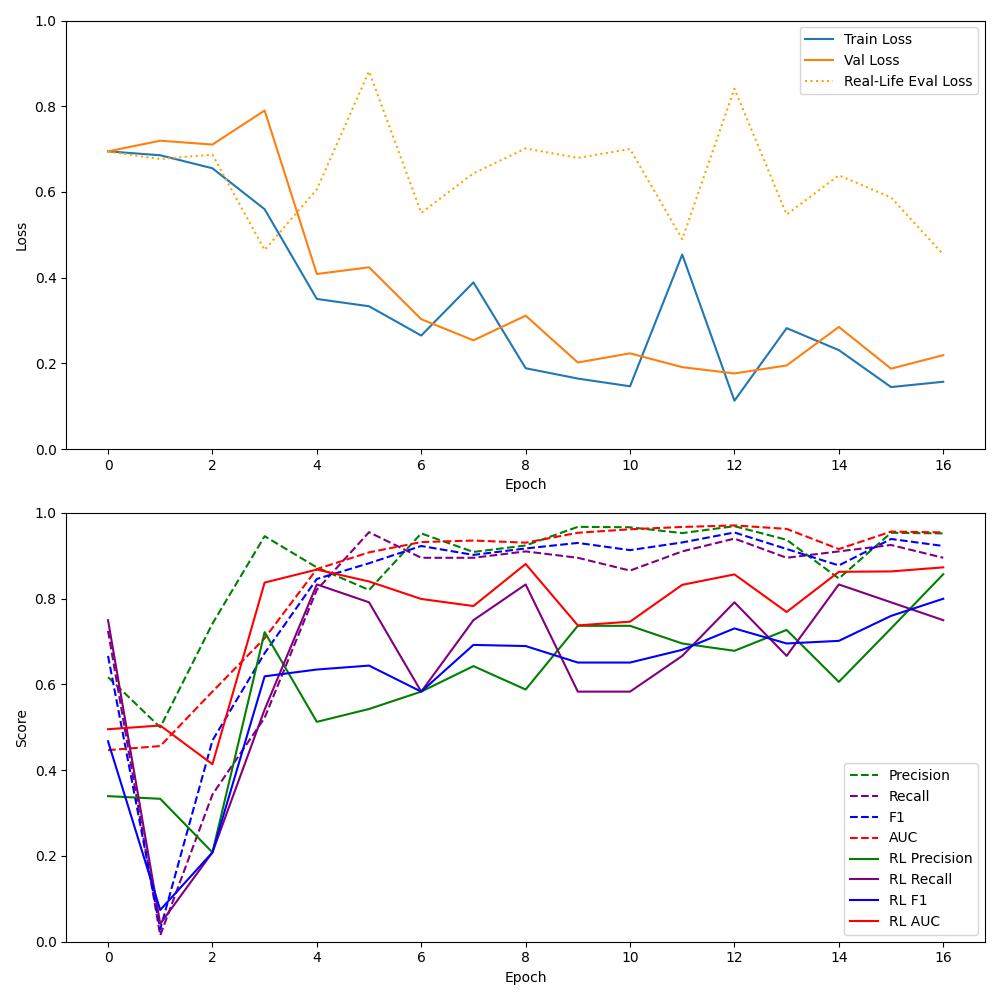 1.0
0.8
0.6
0.4
0.2
0.0
Loss
Train Loss
Val Loss
Real-Life Eval Loss
0 2 4 6 8 10 12 14 16
Epoch
1.0
0.8
0.6
0.4
0.2
0.0
Score
Precision
Recall
F1
AUC
RL Precision
RL Recall
RL F1
RL AUC
0 2 4 6 8 10 12 14 16
Epoch